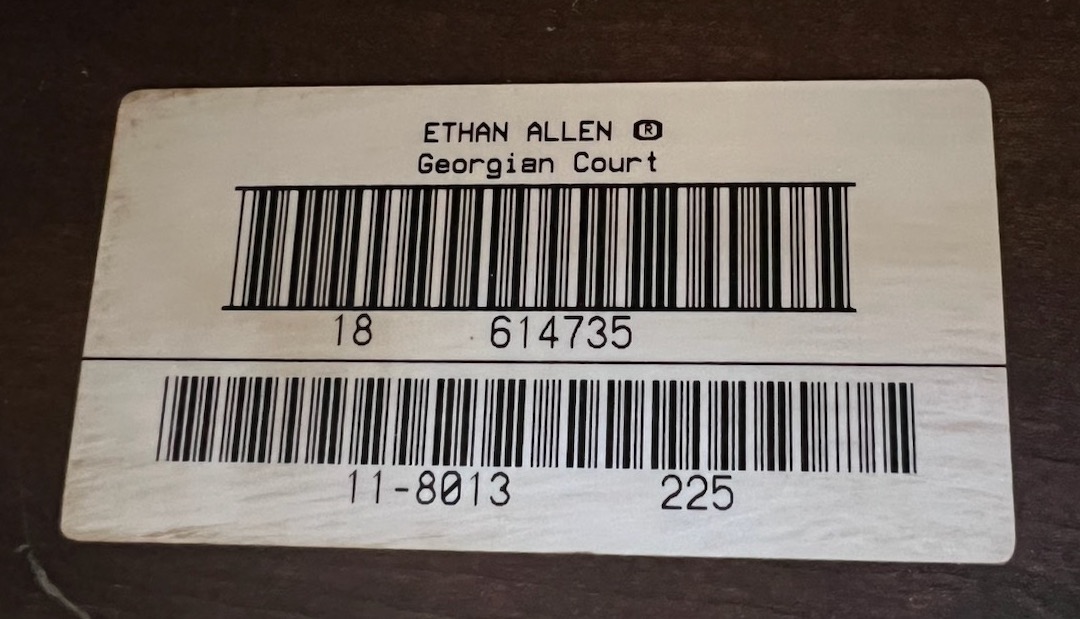 ETHAN ALLEN ®
Georgian Court
18 614735
11-8013 225